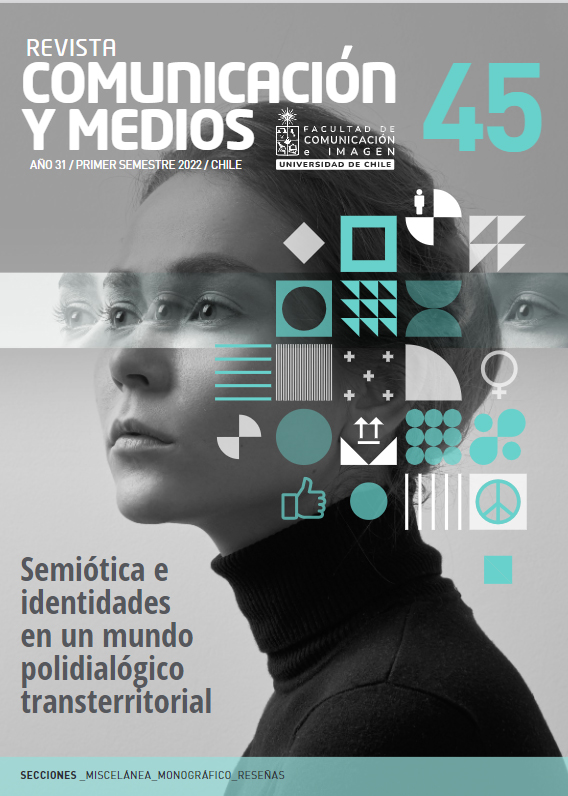 REVISTA
COMUNICACIÓN
Y MEDIOS
45
AÑO 31 / PRIMER SEMESTRE 2022 / CHILE
FACULTAD DE
COMUNICACIÓN
e IMAGEN
UNIVERSIDAD DE CHILE
Semiótica e
identidades
en un mundo
polidialógico
transterritorial
SECCIONES _MISCELÁNEA_MONOGRÁFICO_RESEÑAS